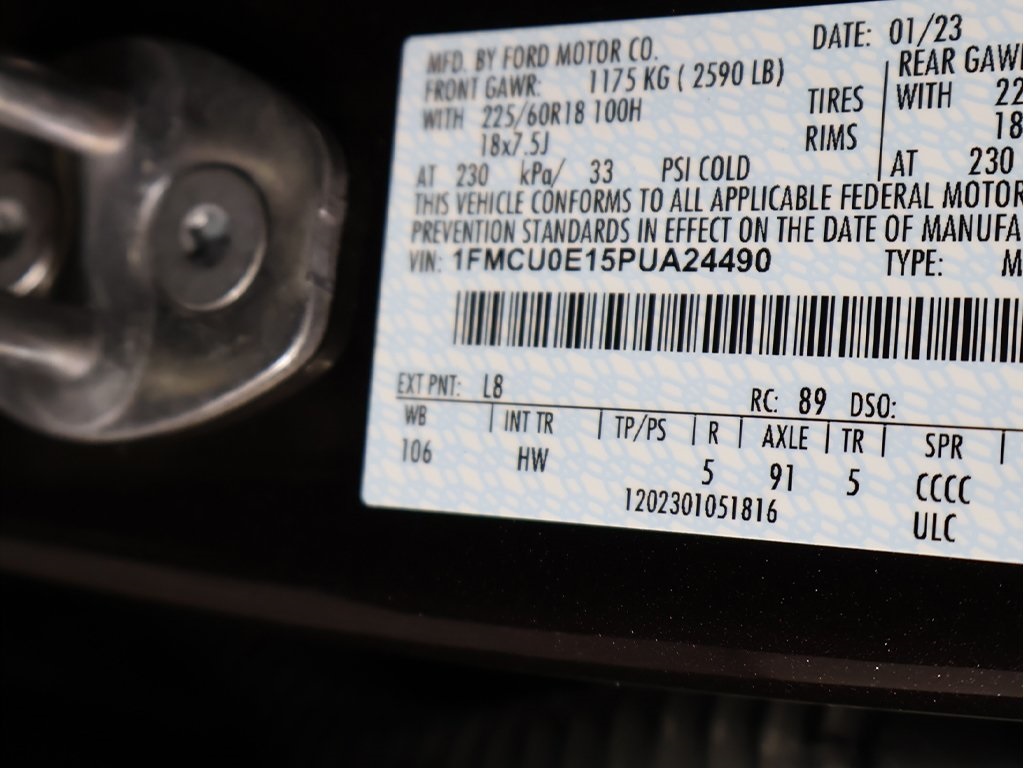 MFD. BY FORD MOTOR CO. DATE: 01/23
FRONT GAWR: 1175 KG ( 2590 LB) REAR GAWR
WITH 225/60R18 100H TIRES WITH 22
18x7.5J RIMS 18
AT 230 kPa/ 33 PSI COLD AT 230
THIS VEHICLE CONFORMS TO ALL APPLICABLE FEDERAL MOTOR
PREVENTION STANDARDS IN EFFECT ON THE DATE OF MANUFA
VIN: 1FMCU0E15PUA24490 TYPE: M
EXT PNT: L8 RC: 89 DSO:
WB INT TR TP/PS R AXLE TR SPR
106 HW 5 91 5 CCCC
1202301051816 ULC